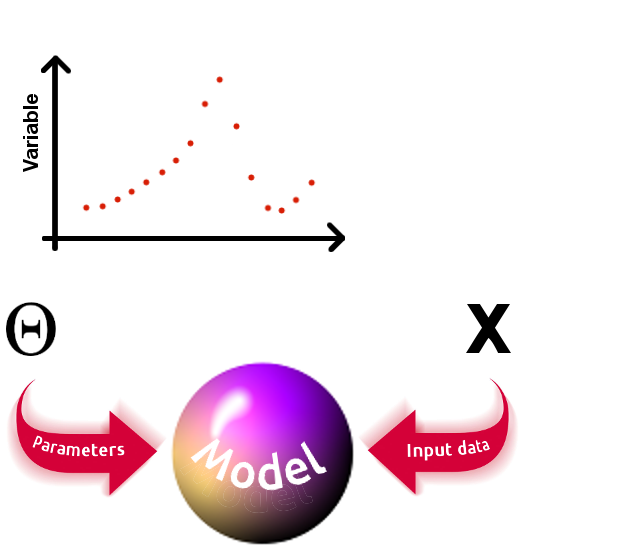 Variable
Θ
X
Parameters
Model
Input data